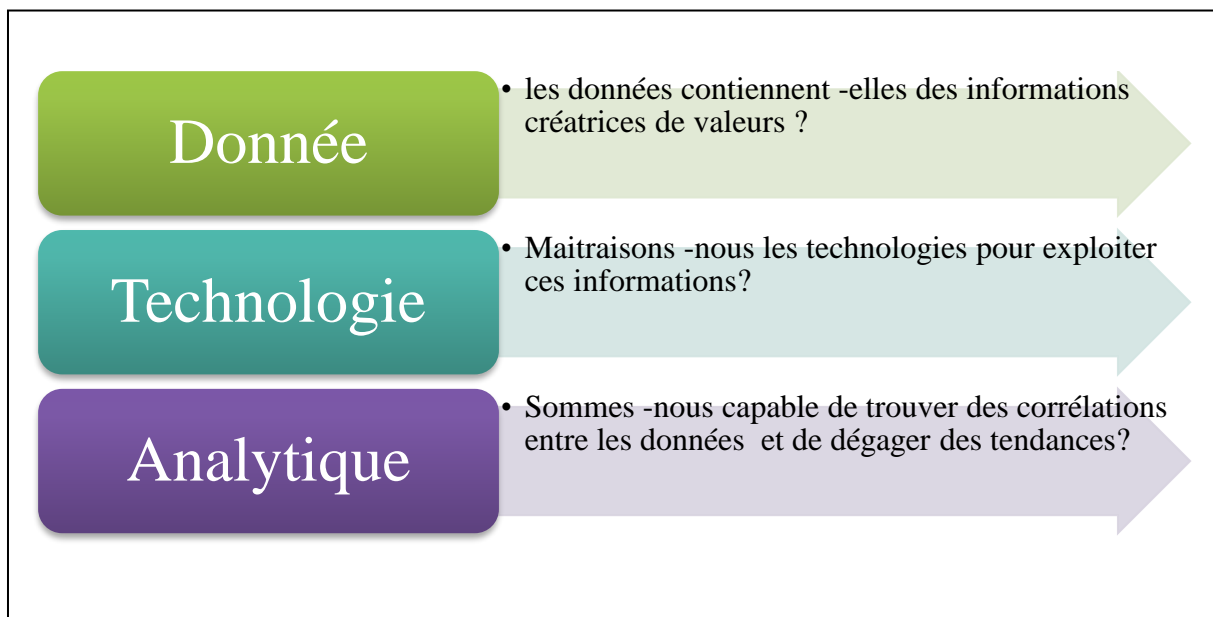 Donnée
• les données contiennent -elles des informations
créatrices de valeurs ?
Technologie
• Maitraisons -nous les technologies pour exploiter
ces informations?
Analytique
• Sommes -nous capable de trouver des corrélations
entre les données  et de dégager des tendances?